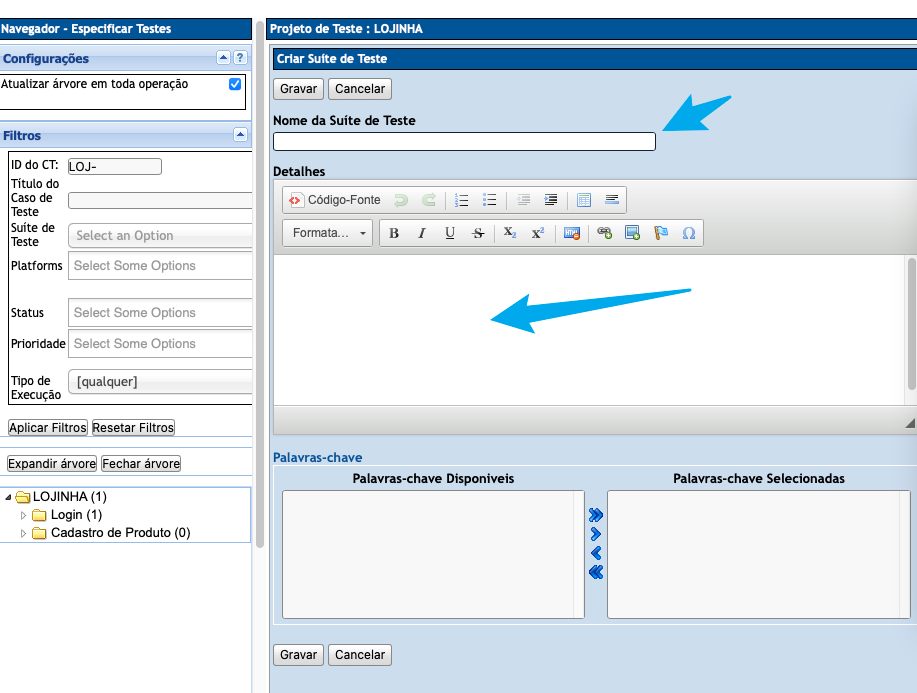 Navegador - Especificar Testes
Configurações
?
Atualizar árvore em toda operação
Filtros
ID do CT:
LOJ-
Título do
Caso de
Teste
Suíte de
Teste
Select an Option
Platforms
Select Some Options
Status
Select Some Options
Prioridade
Select Some Options
Tipo de
Execução
[qualquer]
Aplicar Filtros
Resetar Filtros
Expandir árvore
Fechar árvore
LOJINHA (1)
Login (1)
Cadastro de Produto (0)
Projeto de Teste : LOJINHA
Criar Suíte de Teste
Gravar
Cancelar
Nome da Suíte de Teste
Detalhes
Código-Fonte
Formata...
B I U S X₂ X² Ω
Palavras-chave
Palavras-chave Disponiveis
Palavras-chave Selecionadas
Gravar
Cancelar